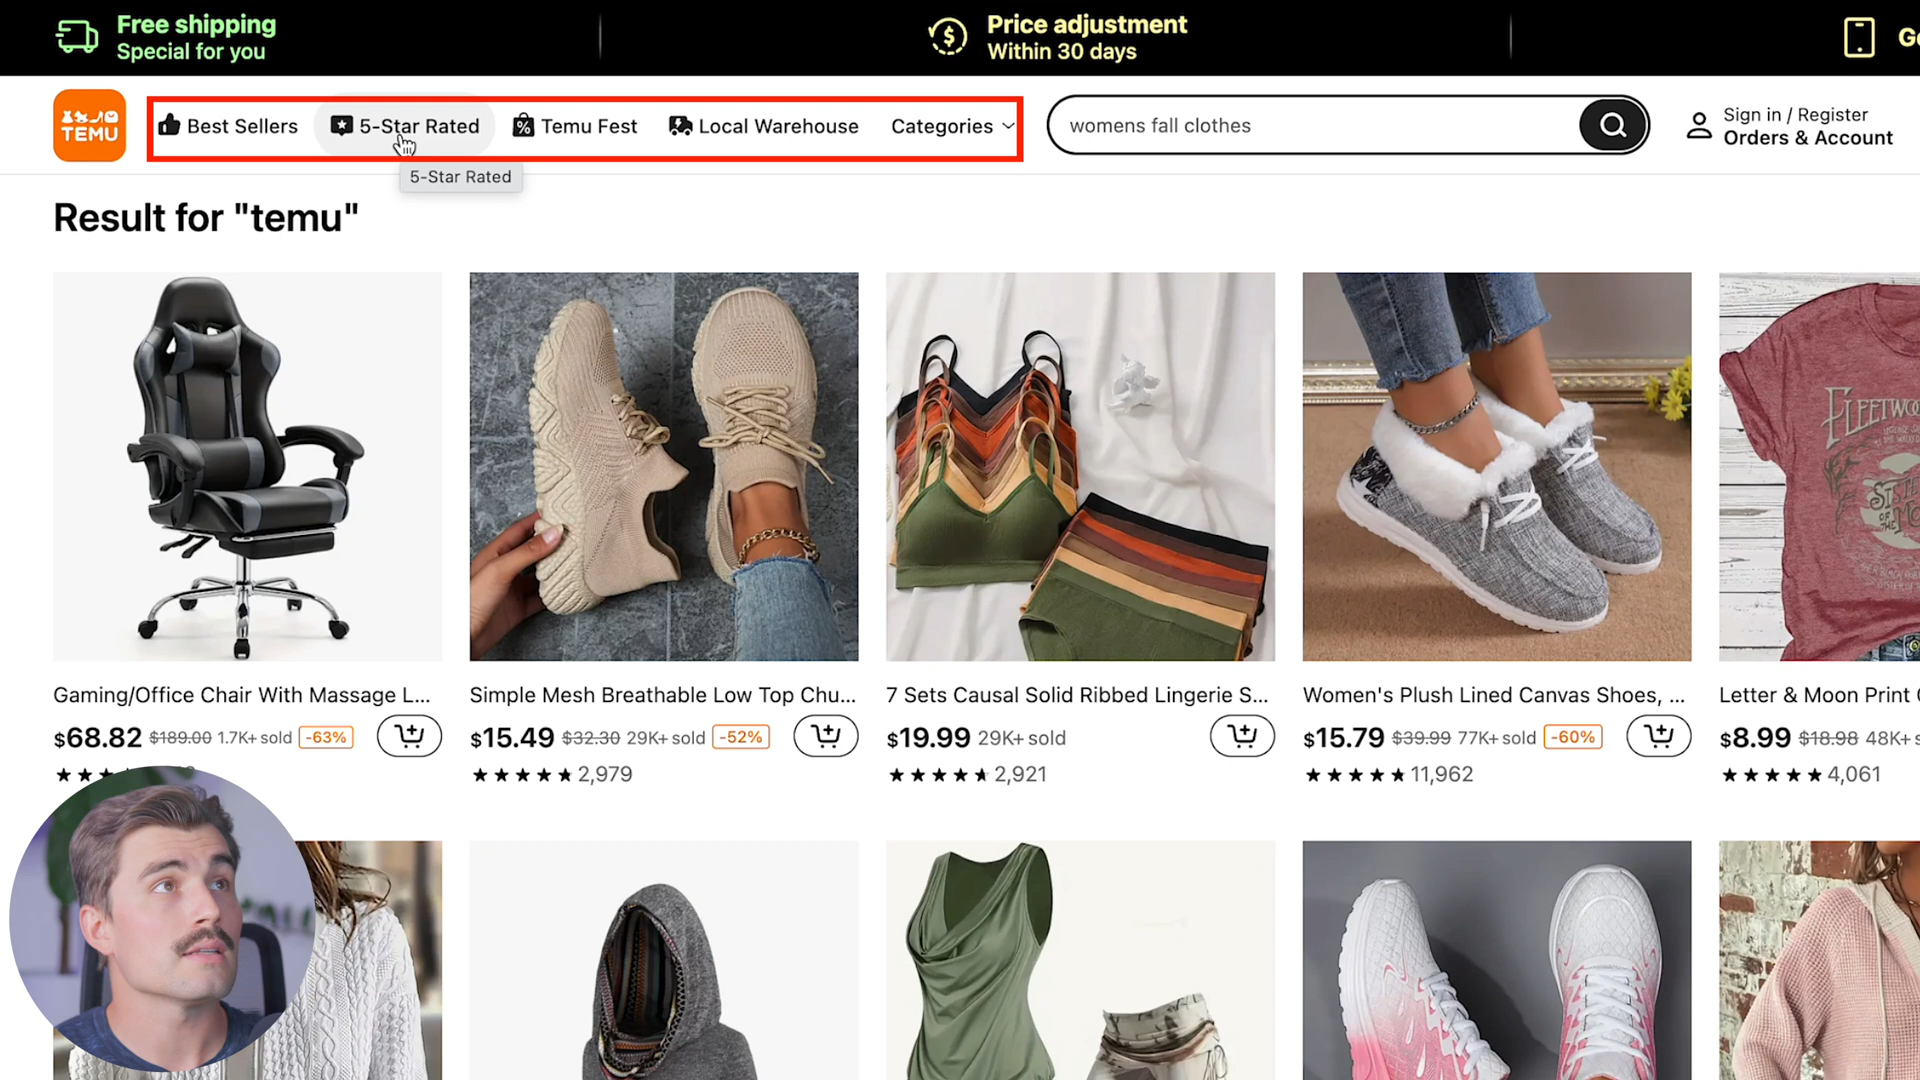 Free shipping
Special for you
Price adjustment
Within 30 days
TEMU
Best Sellers
5-Star Rated
Temu Fest
Local Warehouse
Categories
womens fall clothes
Sign in / Register
Orders & Account
5-Star Rated
Result for "temu"
Gaming/Office Chair With Massage L...
$68.82 $189.00 1.7K+ sold -63%
Simple Mesh Breathable Low Top Chu...
$15.49 $32.30 29K+ sold -52%
2,979
7 Sets Causal Solid Ribbed Lingerie S...
$19.99 29K+ sold
2,921
Women's Plush Lined Canvas Shoes, ...
$15.79 $39.99 77K+ sold -60%
11,962
Letter & Moon Print
$8.99 $18.98 48K+
4,061